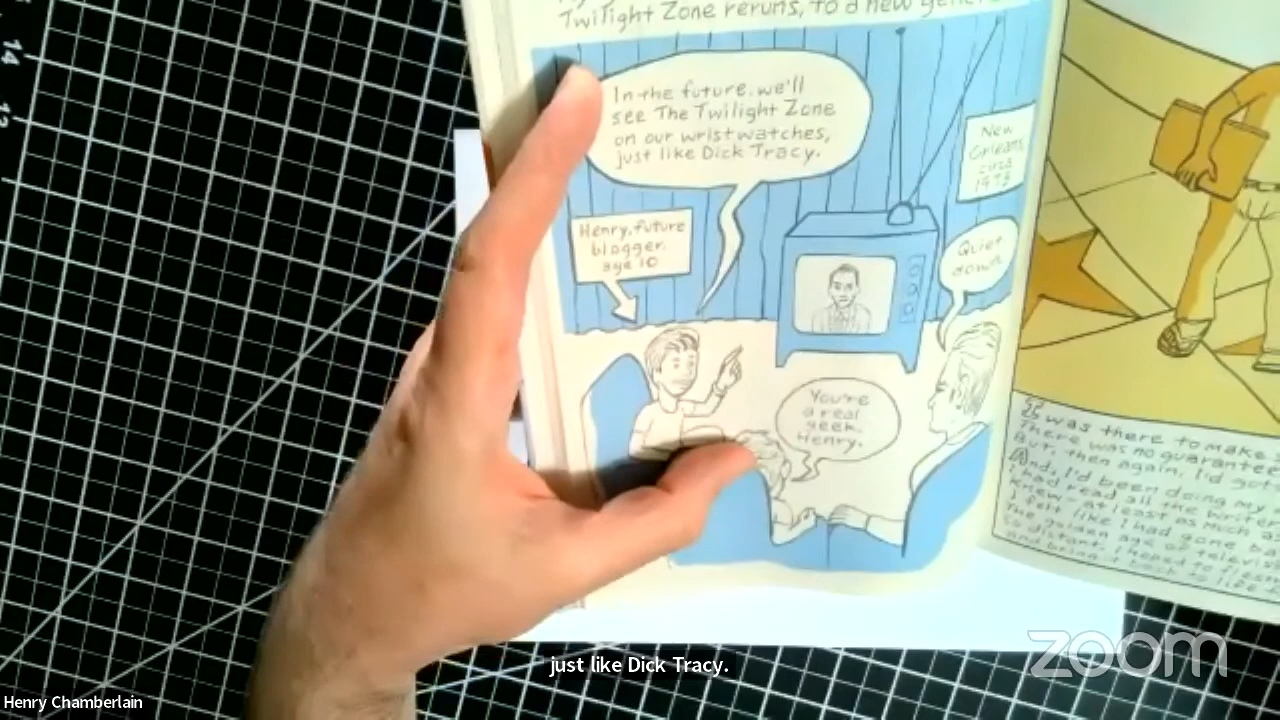 Twilight Zone reruns, to a new
In the future, we'll
see The Twilight Zone
on our wristwatches,
just like Dick Tracy.
New
Orleans
circa
Henry, future
blogger.
age 10
Quiet
down.
You're
a real
geek,
Henry.
I was there to make
There was no guarantee
But, then again, I'd got
And, I'd been doing my
had read all the
knew—at least as much
I felt like I had gone
The golden age of
14
just like Dick Tracy.
Henry Chamberlain
zoom